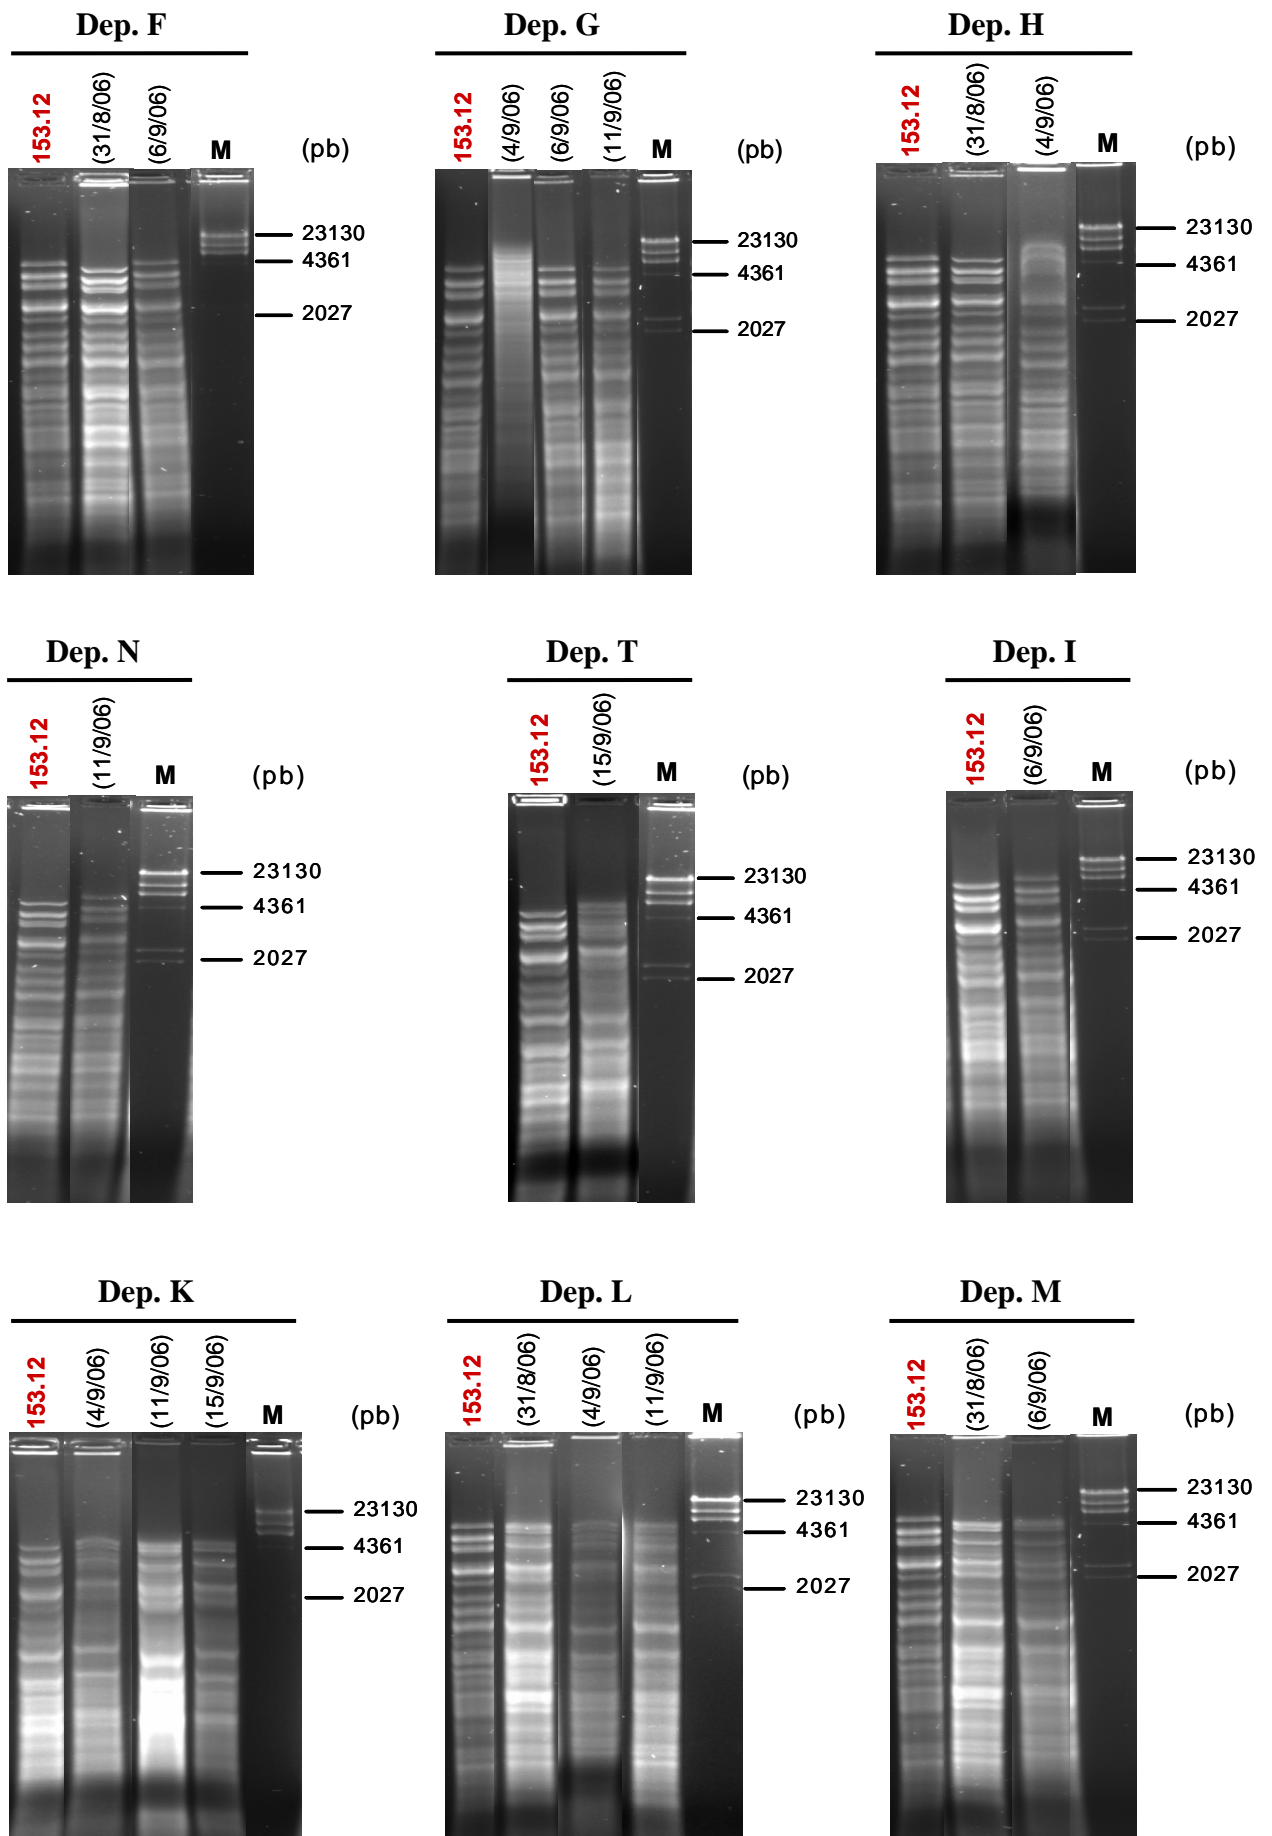 Dep. F
153.12
(31/8/06)
(6/9/06)
M
(pb)
23130
4361
2027
Dep. G
153.12
(4/9/06)
(6/9/06)
(11/9/06)
M
(pb)
23130
4361
2027
Dep. H
153.12
(31/8/06)
(4/9/06)
M
(pb)
23130
4361
2027
Dep. N
153.12
(11/9/06)
M
(pb)
23130
4361
2027
Dep. T
153.12
(15/9/06)
M
(pb)
23130
4361
2027
Dep. I
153.12
(6/9/06)
M
(pb)
23130
4361
2027
Dep. K
153.12
(4/9/06)
(11/9/06)
(15/9/06)
M
(pb)
23130
4361
2027
Dep. L
153.12
(31/8/06)
(4/9/06)
(11/9/06)
M
(pb)
23130
4361
2027
Dep. M
153.12
(31/8/06)
(6/9/06)
M
(pb)
23130
4361
2027